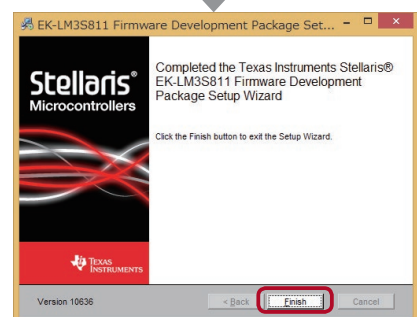 EK-LM3S811 Firmware Development Package Set...
Stellaris®
Microcontrollers
Completed the Texas Instruments Stellaris®
EK-LM3S811 Firmware Development
Package Setup Wizard
Click the Finish button to exit the Setup Wizard.
TEXAS
INSTRUMENTS
Version 10636
< Back
Finish
Cancel